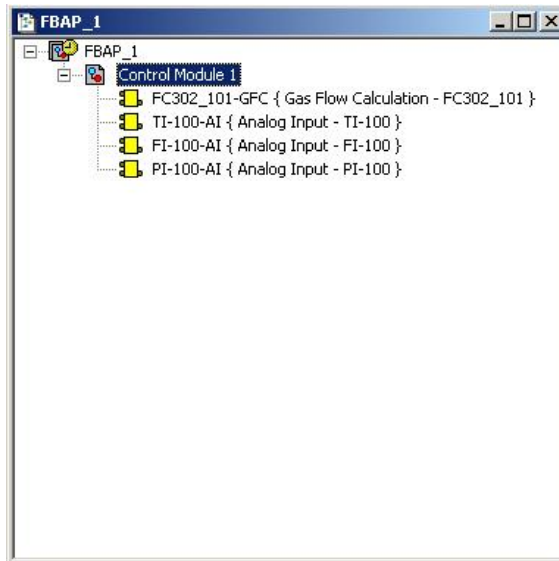 FBAP_1
FBAP_1
Control Module 1
FC302_101-GFC { Gas Flow Calculation - FC302_101 }
TI-100-AI { Analog Input - TI-100 }
FI-100-AI { Analog Input - FI-100 }
PI-100-AI { Analog Input - PI-100 }